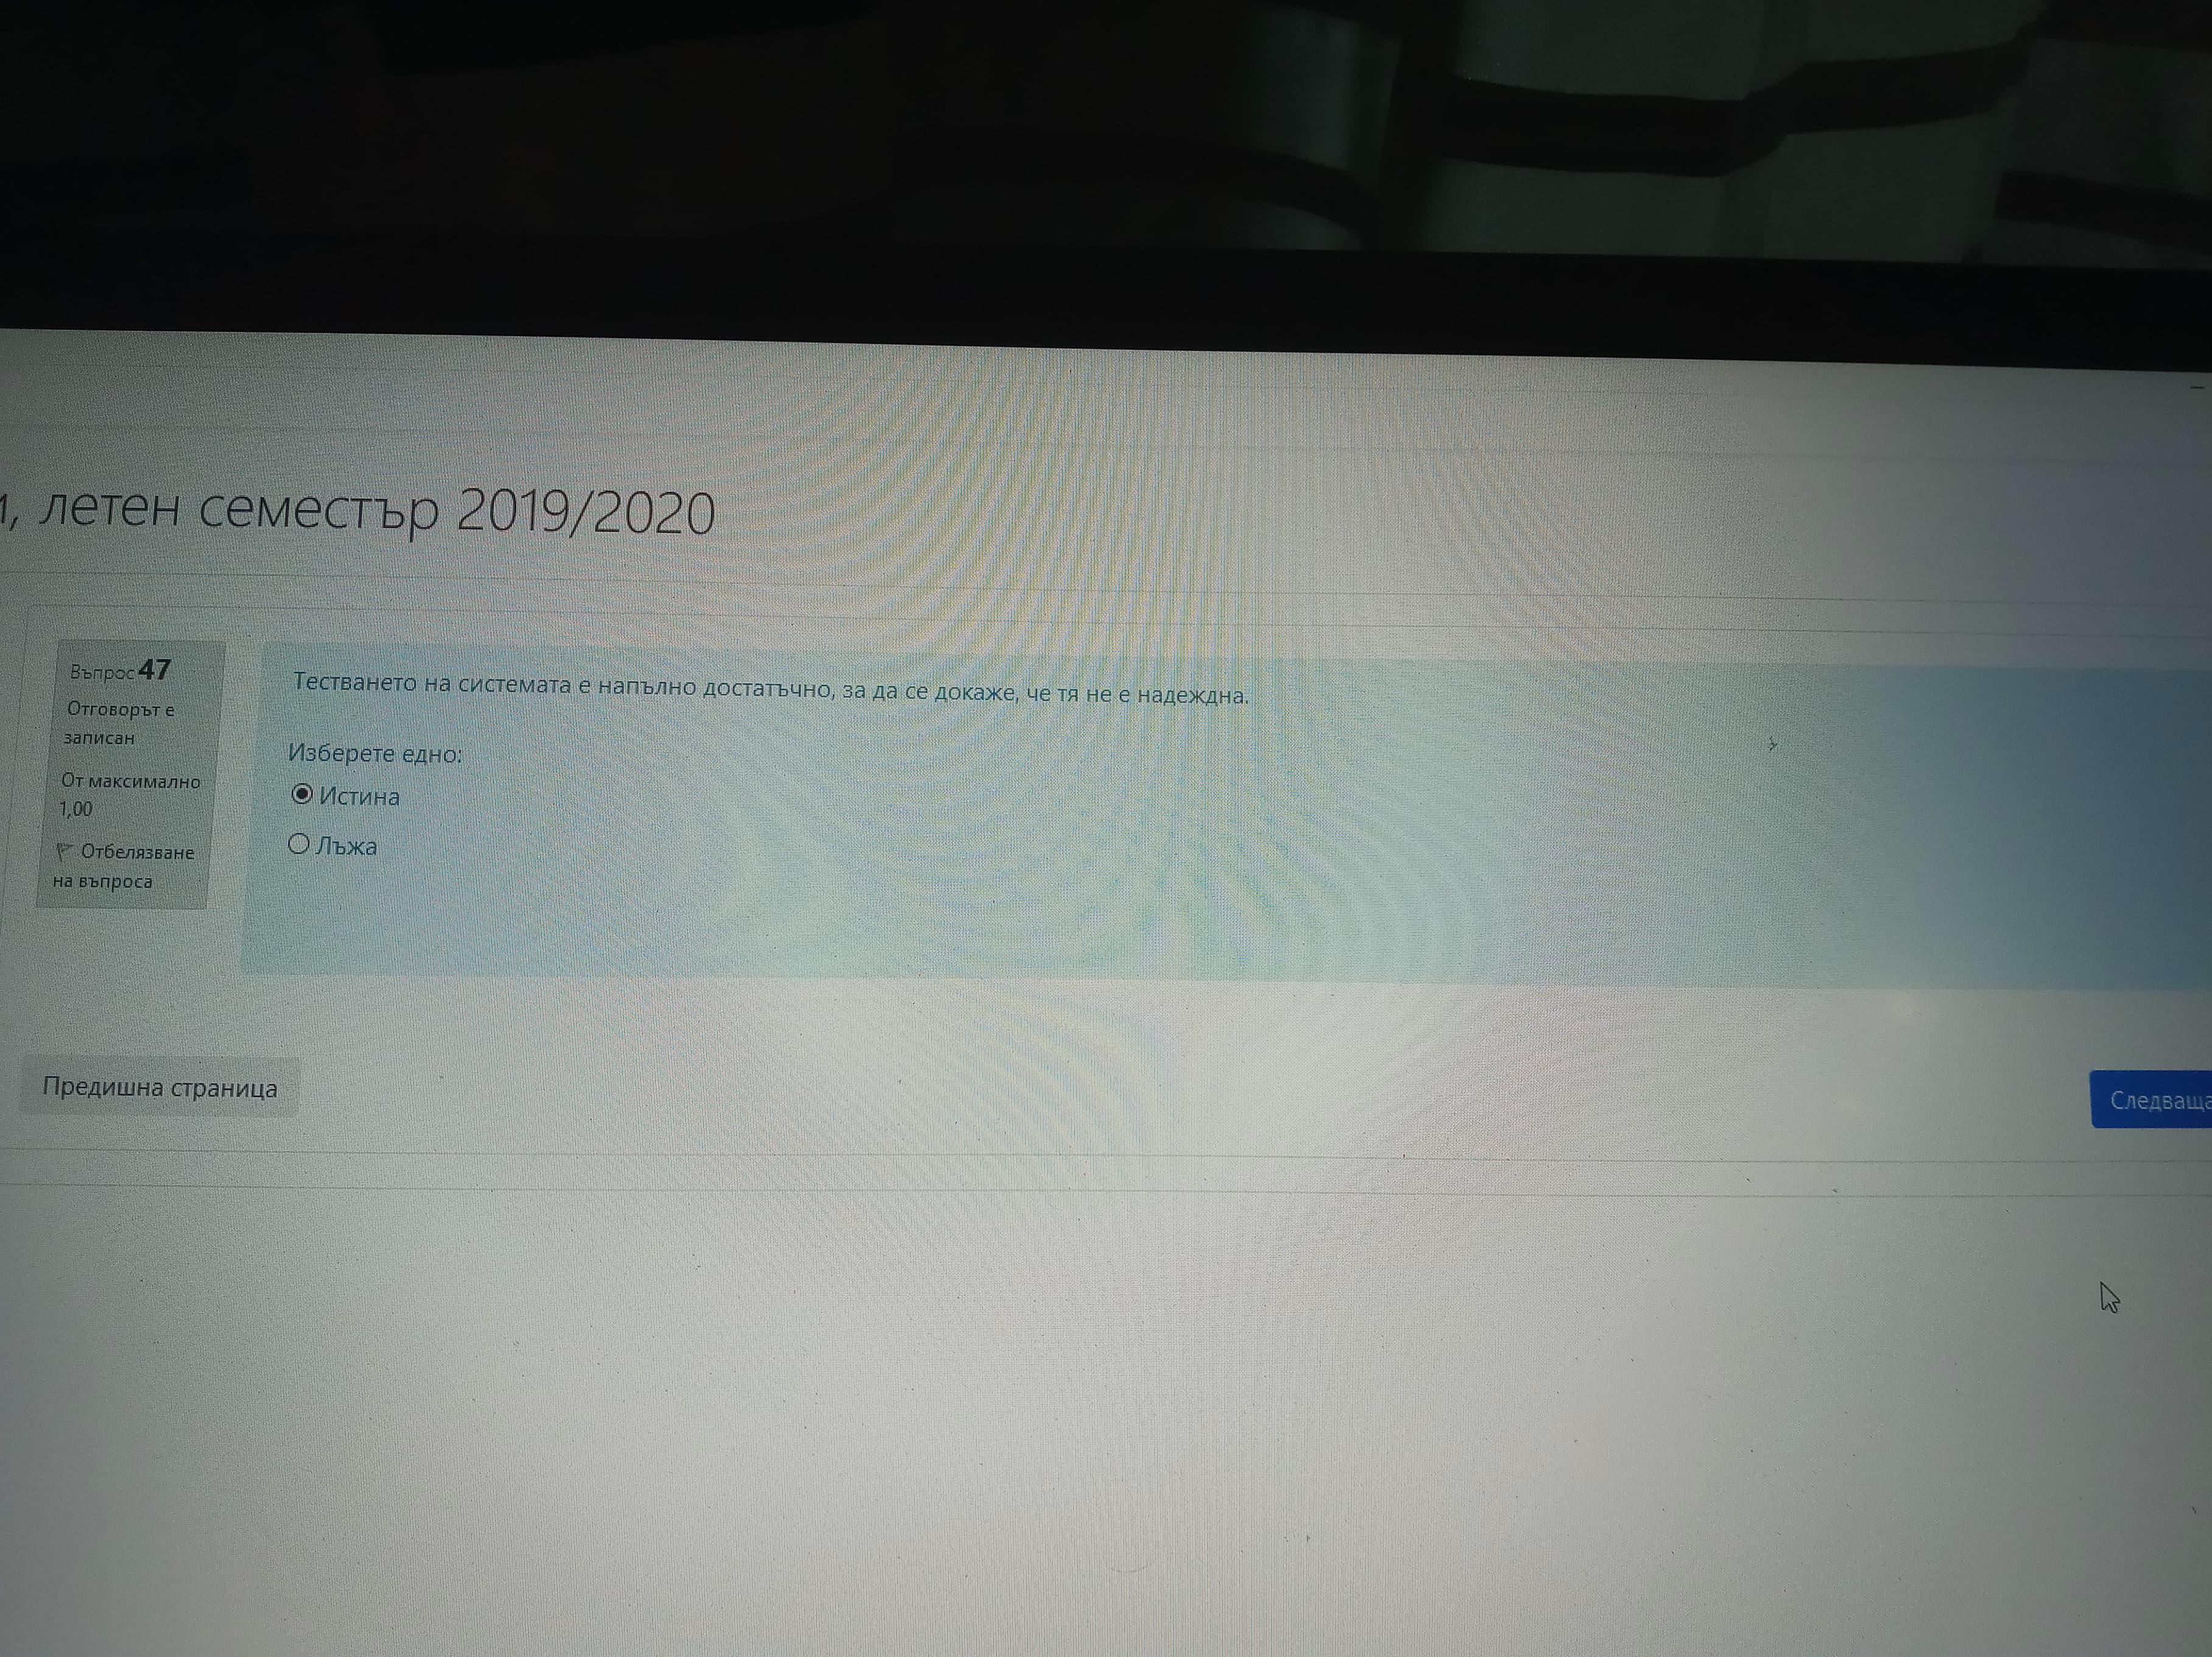 , летен семестър 2019/2020
Въпрос 47
Отговорът е
записан
От максимално
1,00
Отбелязване
на въпроса
Тестването на системата е напълно достатъчно, за да се докаже, че тя не е надеждна.
Изберете едно:
Истина
Лъжа
Предишна страница
Следваща